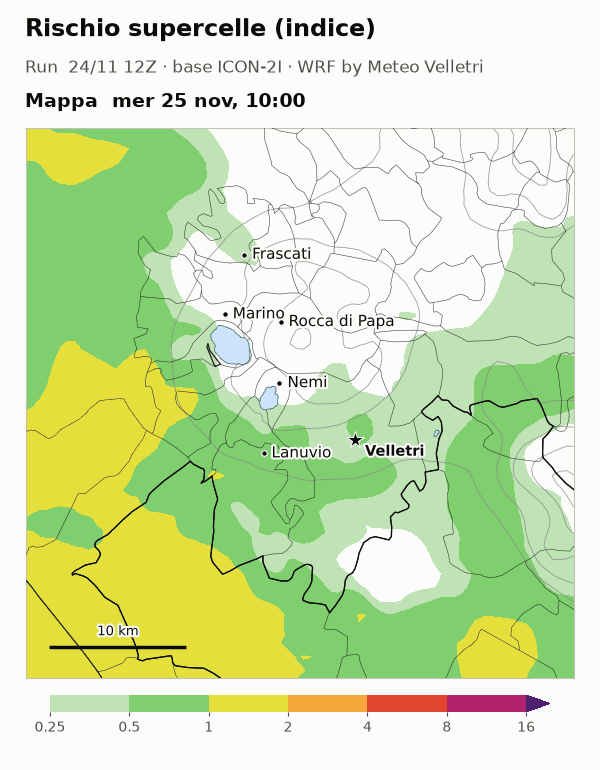 Rischio supercelle (indice)
Run  24/11 12Z · base ICON-2I · WRF by Meteo Velletri
Mappa  mer 25 nov, 10:00
Frascati
Marino
Rocca di Papa
Nemi
Velletri
Lanuvio
10 km
0.25 0.5 1 2 4 8 16